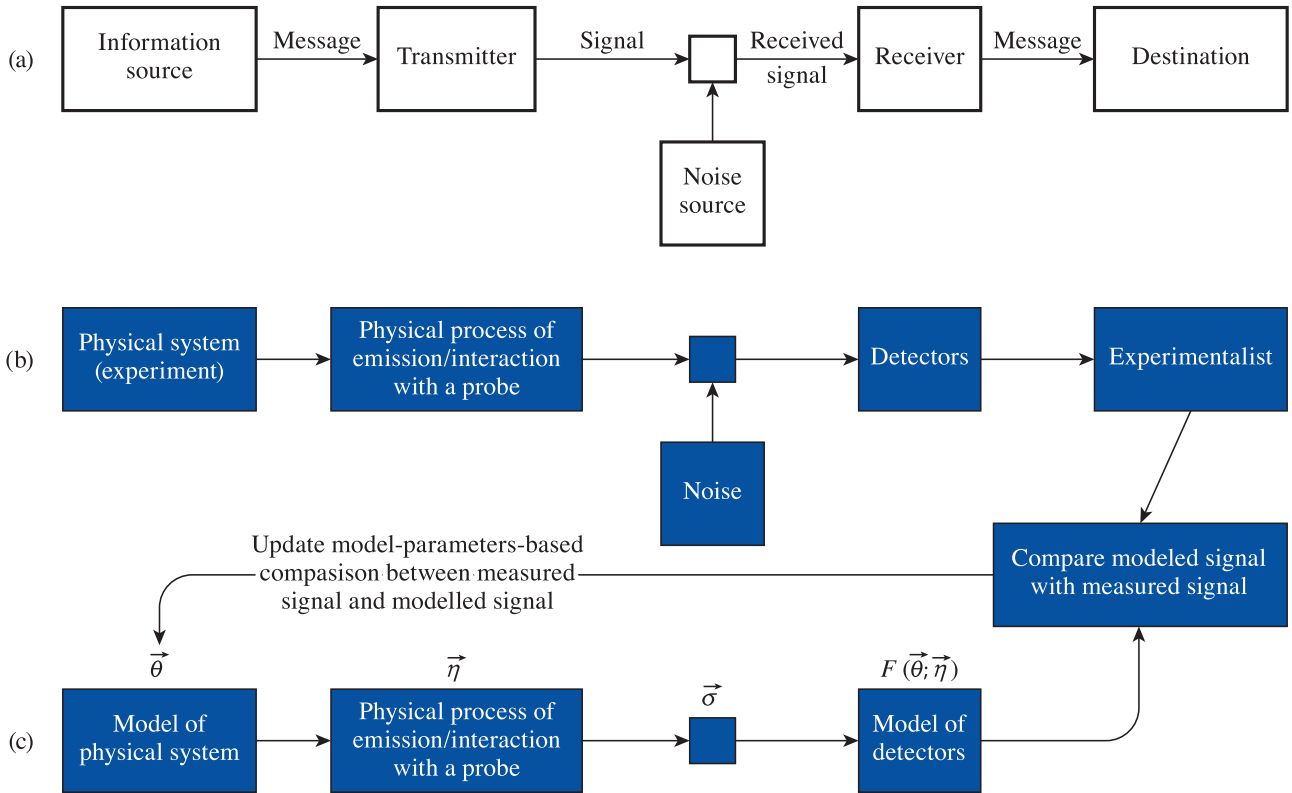 (a)
Information
source
Message
Transmitter
Signal
Received
signal
Receiver
Message
Destination
Noise
source
(b)
Physical system
(experiment)
Physical process of
emission/interaction
with a probe
Detectors
Experimentalist
Noise
Update model-parameters-based
compasison between measured
signal and modelled signal
Compare modeled signal
with measured signal
(c)
θ⃗
Model of
physical system
η⃗
Physical process of
emission/interaction
with a probe
σ⃗
F (θ⃗; η⃗)
Model of
detectors